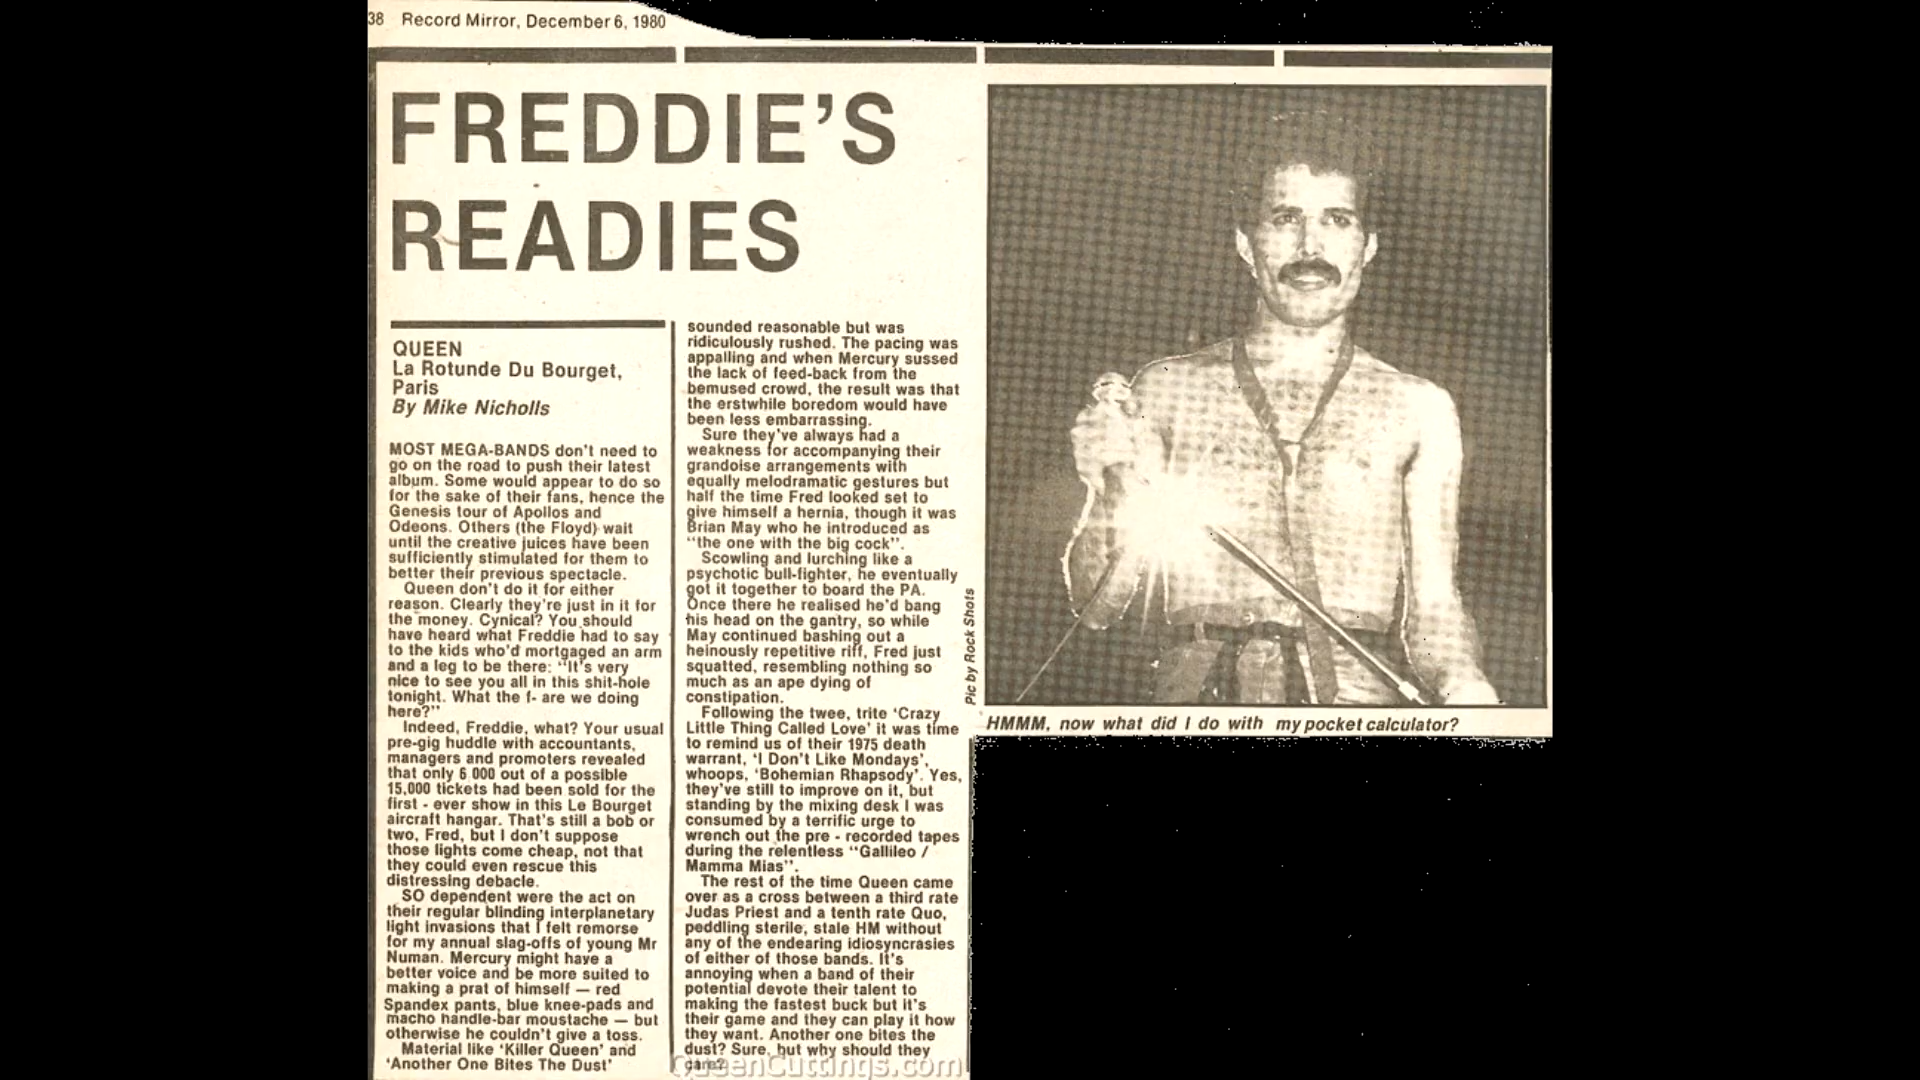 38 Record Mirror, December 6, 1980
FREDDIE'S
READIES
QUEEN
La Rotunde Du Bourget,
Paris
By Mike Nicholls
MOST MEGA-BANDS don't need to
go on the road to push their latest
album. Some would appear to do so
for the sake of their fans, hence the
Genesis tour of Apollos and
Odeons. Others (the Floyd) wait
until the creative juices have been
sufficiently stimulated for them to
better their previous spectacle.
Queen don't do it for either
reason. Clearly they're just in it for
the money. Cynical? You should
have heard what Freddie had to say
to the kids who'd mortgaged an arm
and a leg to be there: "It's very
nice to see you all in this shit-hole
tonight. What the f- are we doing
here?"
Indeed, Freddie, what? Your usual
pre-gig huddle with accountants,
managers and promoters revealed
that only 6 000 out of a possible
15,000 tickets had been sold for the
first - ever show in this Le Bourget
aircraft hangar. That's still a bob or
two, Fred, but I don't suppose
those lights come cheap, not that
they could even rescue this
distressing debacle.
SO dependent were the act on
their regular blinding interplanetary
light invasions that I felt remorse
for my annual slag-offs of young Mr
Numan. Mercury might have a
better voice and be more suited to
making a prat of himself — red
Spandex pants, blue knee-pads and
macho handle-bar moustache — but
otherwise he couldn't give a toss.
Material like 'Killer Queen' and
'Another One Bites The Dust'
sounded reasonable but was
ridiculously rushed. The pacing was
appalling and when Mercury sussed
the lack of feed-back from the
bemused crowd, the result was that
the erstwhile boredom would have
been less embarrassing.
Sure they've always had a
weakness for accompanying their
grandoise arrangements with
equally melodramatic gestures but
half the time Fred looked set to
give himself a hernia, though it was
Brian May who he introduced as
"the one with the big cock".
Scowling and lurching like a
psychotic bull-fighter, he eventually
got it together to board the PA.
Once there he realised he'd bang
his head on the gantry, so while
May continued bashing out a
heinously repetitive riff, Fred just
squatted, resembling nothing so
much as an ape dying of
constipation.
Following the twee, trite 'Crazy
Little Thing Called Love' it was time
to remind us of their 1975 death
warrant, 'I Don't Like Mondays',
whoops, 'Bohemian Rhapsody'. Yes,
they've still to improve on it, but
standing by the mixing desk I was
consumed by a terrific urge to
wrench out the pre - recorded tapes
during the relentless "Gallileo /
Mamma Mias".
The rest of the time Queen came
over as a cross between a third rate
Judas Priest and a tenth rate Quo,
peddling sterile, stale HM without
any of the endearing idiosyncrasies
of either of those bands. It's
annoying when a band of their
potential devote their talent to
making the fastest buck but it's
their game and they can play it how
they want. Another one bites the
dust? Sure, but why should they
care?
QueenCuttings.com
Pic by Rock Shots
HMMM, now what did I do with my pocket calculator?